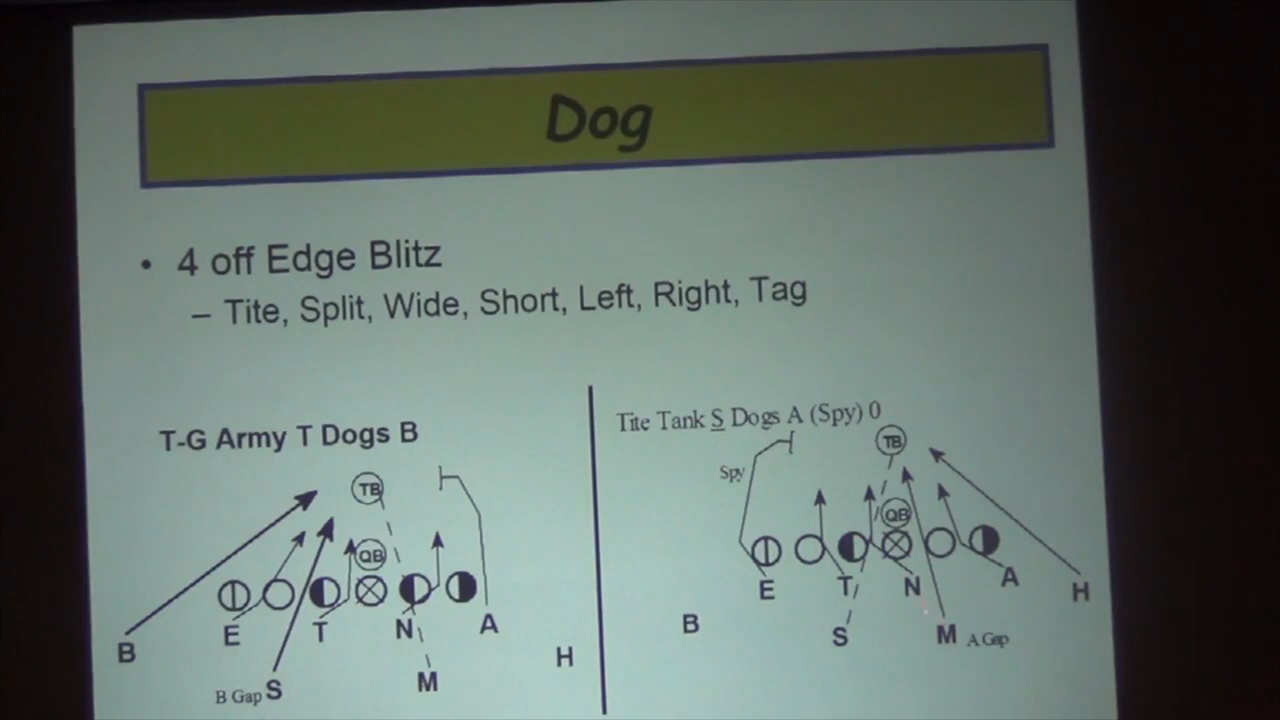 Dog
• 4 off Edge Blitz
– Tite, Split, Wide, Short, Left, Right, Tag
T-G Army T Dogs B
TB
QB
B E T N A
B Gap S M H
Tite Tank S Dogs A (Spy) 0
TB
Spy
QB
E T N A H
B S M A Gap